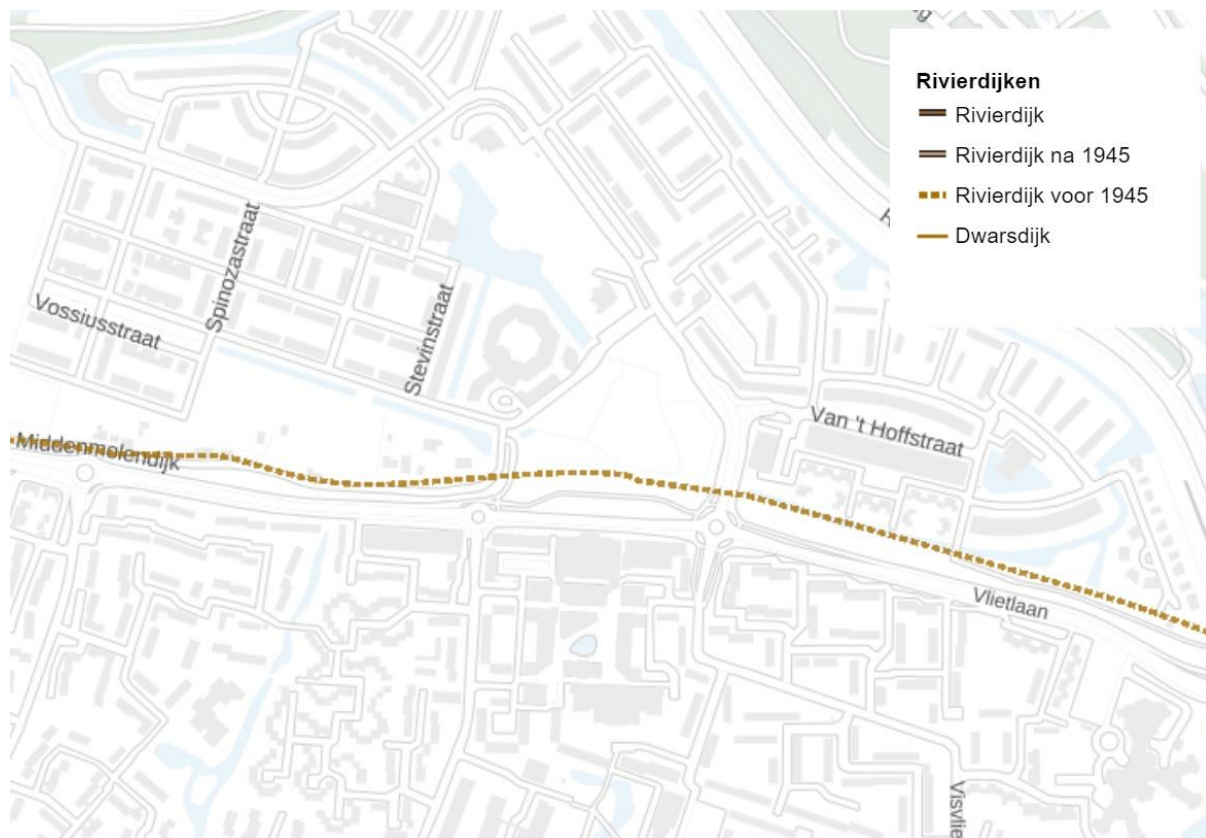 Rivierdijken
Rivierdijk
Rivierdijk na 1945
Rivierdijk voor 1945
Dwarsdijk
Spinozastraat
Vossiusstraat
Stevinstraat
Van 't Hoffstraat
Middenmolendijk
Vlietlaan